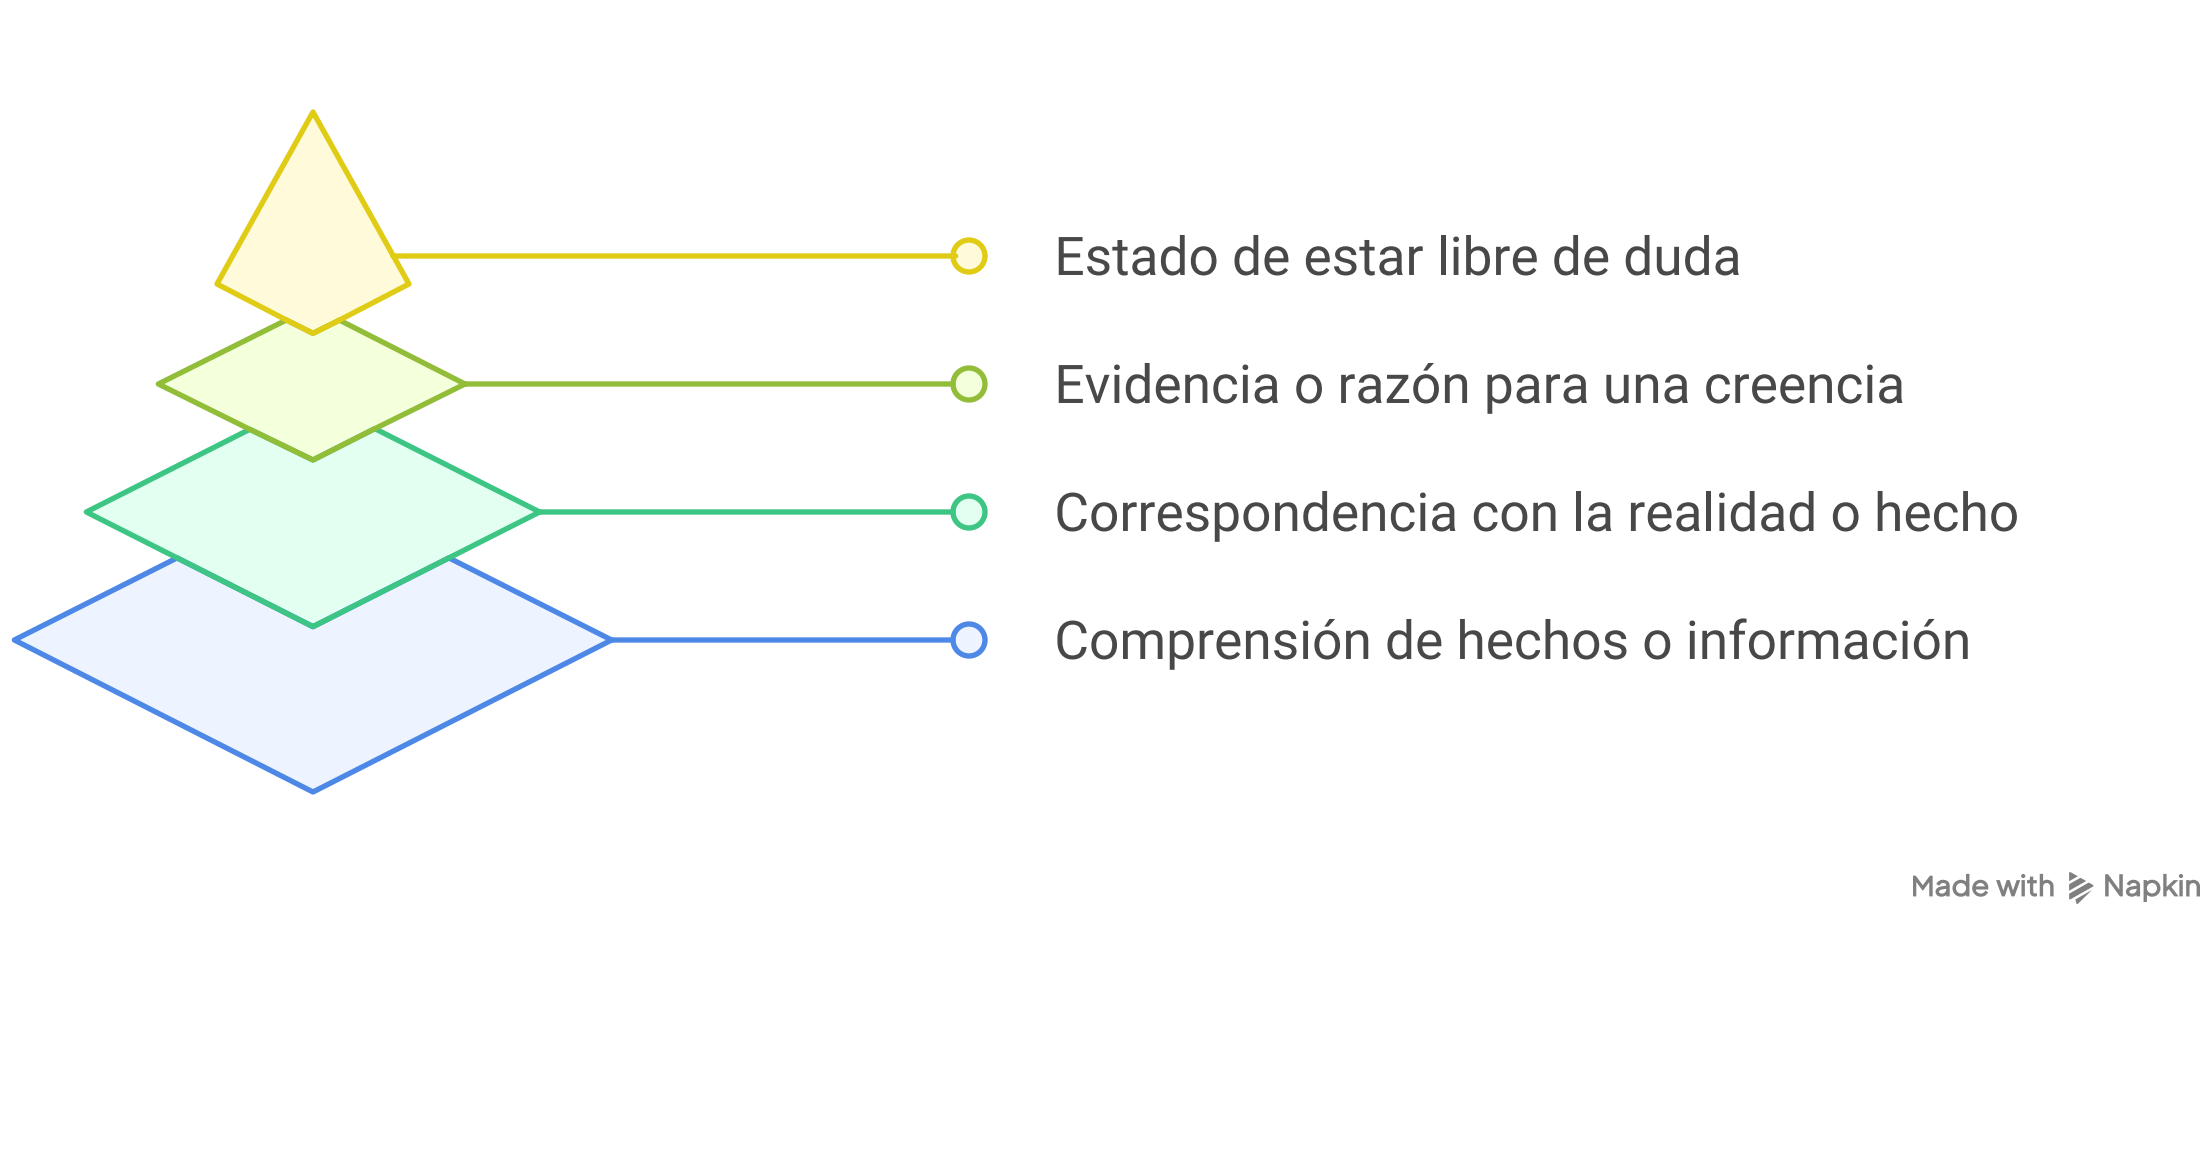 Estado de estar libre de duda
Evidencia o razón para una creencia
Correspondencia con la realidad o hecho
Comprensión de hechos o información
Made with Napkin